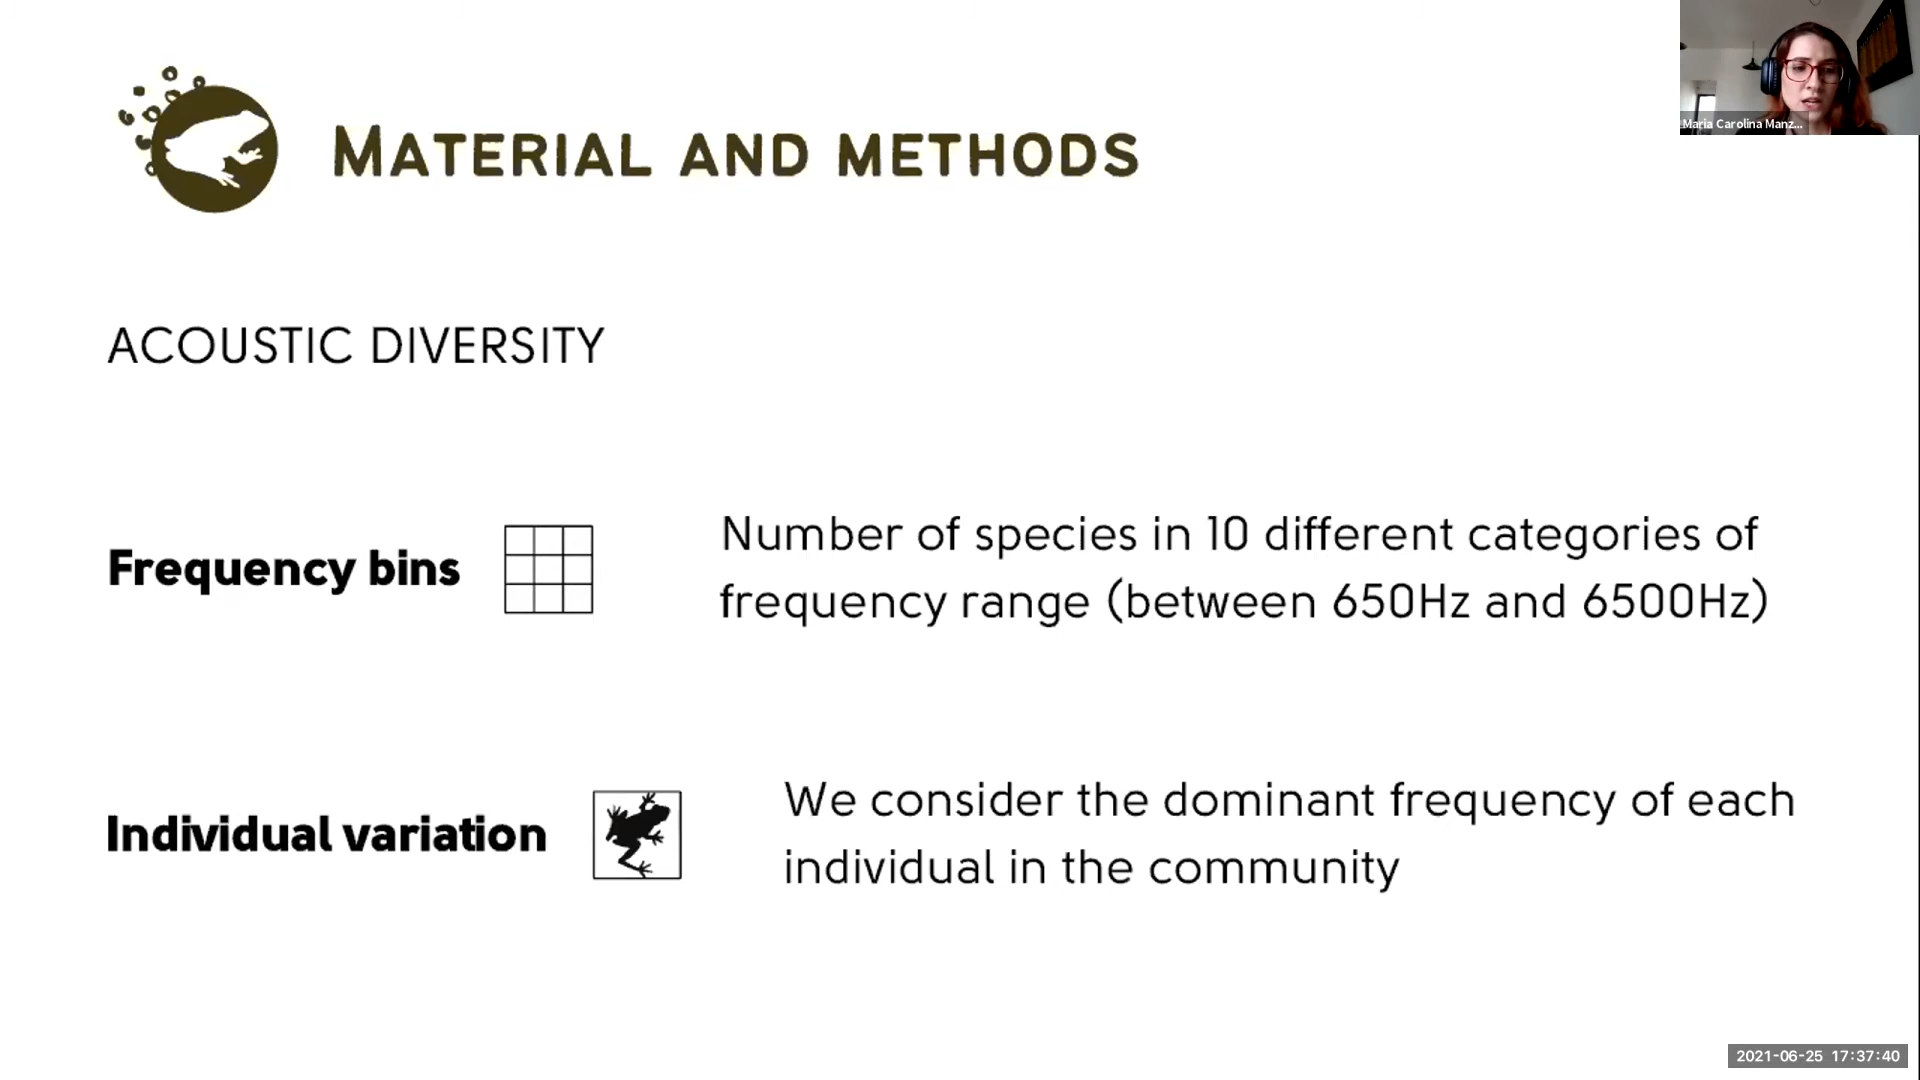 Maria Carolina Manz...
MATERIAL AND METHODS
ACOUSTIC DIVERSITY
Frequency bins
Number of species in 10 different categories of
frequency range (between 650Hz and 6500Hz)
Individual variation
We consider the dominant frequency of each
individual in the community
2021-06-25 17:37:40